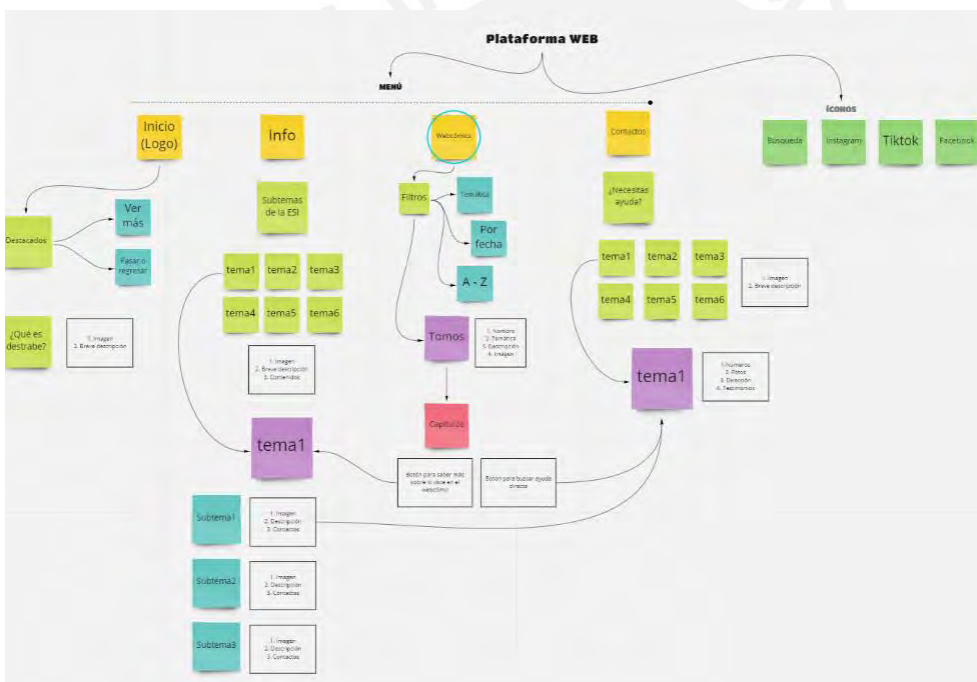 Plataforma WEB
MENÚ
ÍCONOS
Inicio
(Logo)
Info
Webcómics
Contactos
Búsqueda
Instagram
Tiktok
Facebook
Destacados
Ver
más
Pasar o
regresar
¿Qué es
destrabe?
1. Imagen
2. Breve descripción
Subtemas
de la ESI
tema1
tema2
tema3
tema4
tema5
tema6
1. Imagen
2. Breve descripción
3. Contenidos
tema1
Subtema1
1. Imagen
2. Descripción
3. Contactos
Subtema2
1. Imagen
2. Descripción
3. Contactos
Subtema3
1. Imagen
2. Descripción
3. Contactos
Filtros
Temática
Por
fecha
A - Z
Tomos
1. Nombre
2. Temática
3. Descripción
4. Imagen
Capítulos
Botón para saber más
sobre lo visto en el
webcómic
Botón para buscar ayuda
directa
¿Necesitas
ayuda?
tema1
tema2
tema3
tema4
tema5
tema6
1. Imagen
2. Breve descripción
tema1
1. Números
2. Fotos
3. Dirección
4. Testimonios